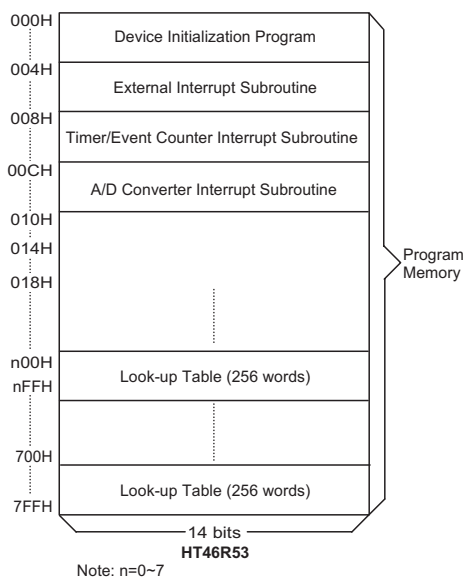 000H
Device Initialization Program
004H
External Interrupt Subroutine
008H
Timer/Event Counter Interrupt Subroutine
00CH
A/D Converter Interrupt Subroutine
010H
014H
018H
Program
Memory
n00H
Look-up Table (256 words)
nFFH
700H
Look-up Table (256 words)
7FFH
14 bits
HT46R53
Note: n=0~7